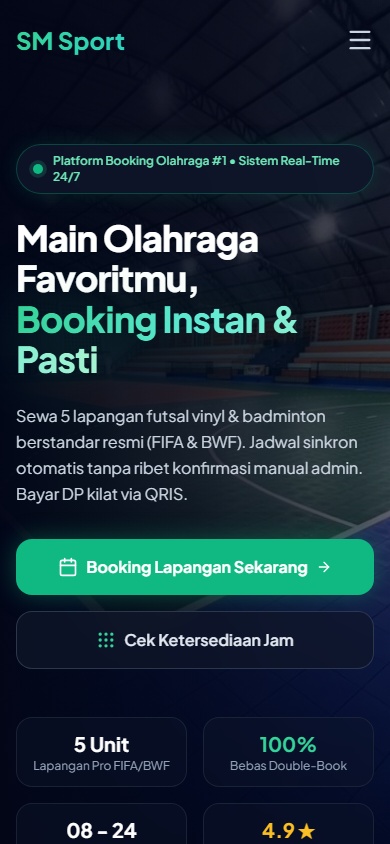 SM Sport
Platform Booking Olahraga #1 • Sistem Real-Time
24/7
Main Olahraga
Favoritmu,
Booking Instan &
Pasti
Sewa 5 lapangan futsal vinyl & badminton
berstandar resmi (FIFA & BWF). Jadwal sinkron
otomatis tanpa ribet konfirmasi manual admin.
Bayar DP kilat via QRIS.
Booking Lapangan Sekarang →
Cek Ketersediaan Jam
5 Unit
Lapangan Pro FIFA/BWF
100%
Bebas Double-Book
08 - 24
4.9 ★